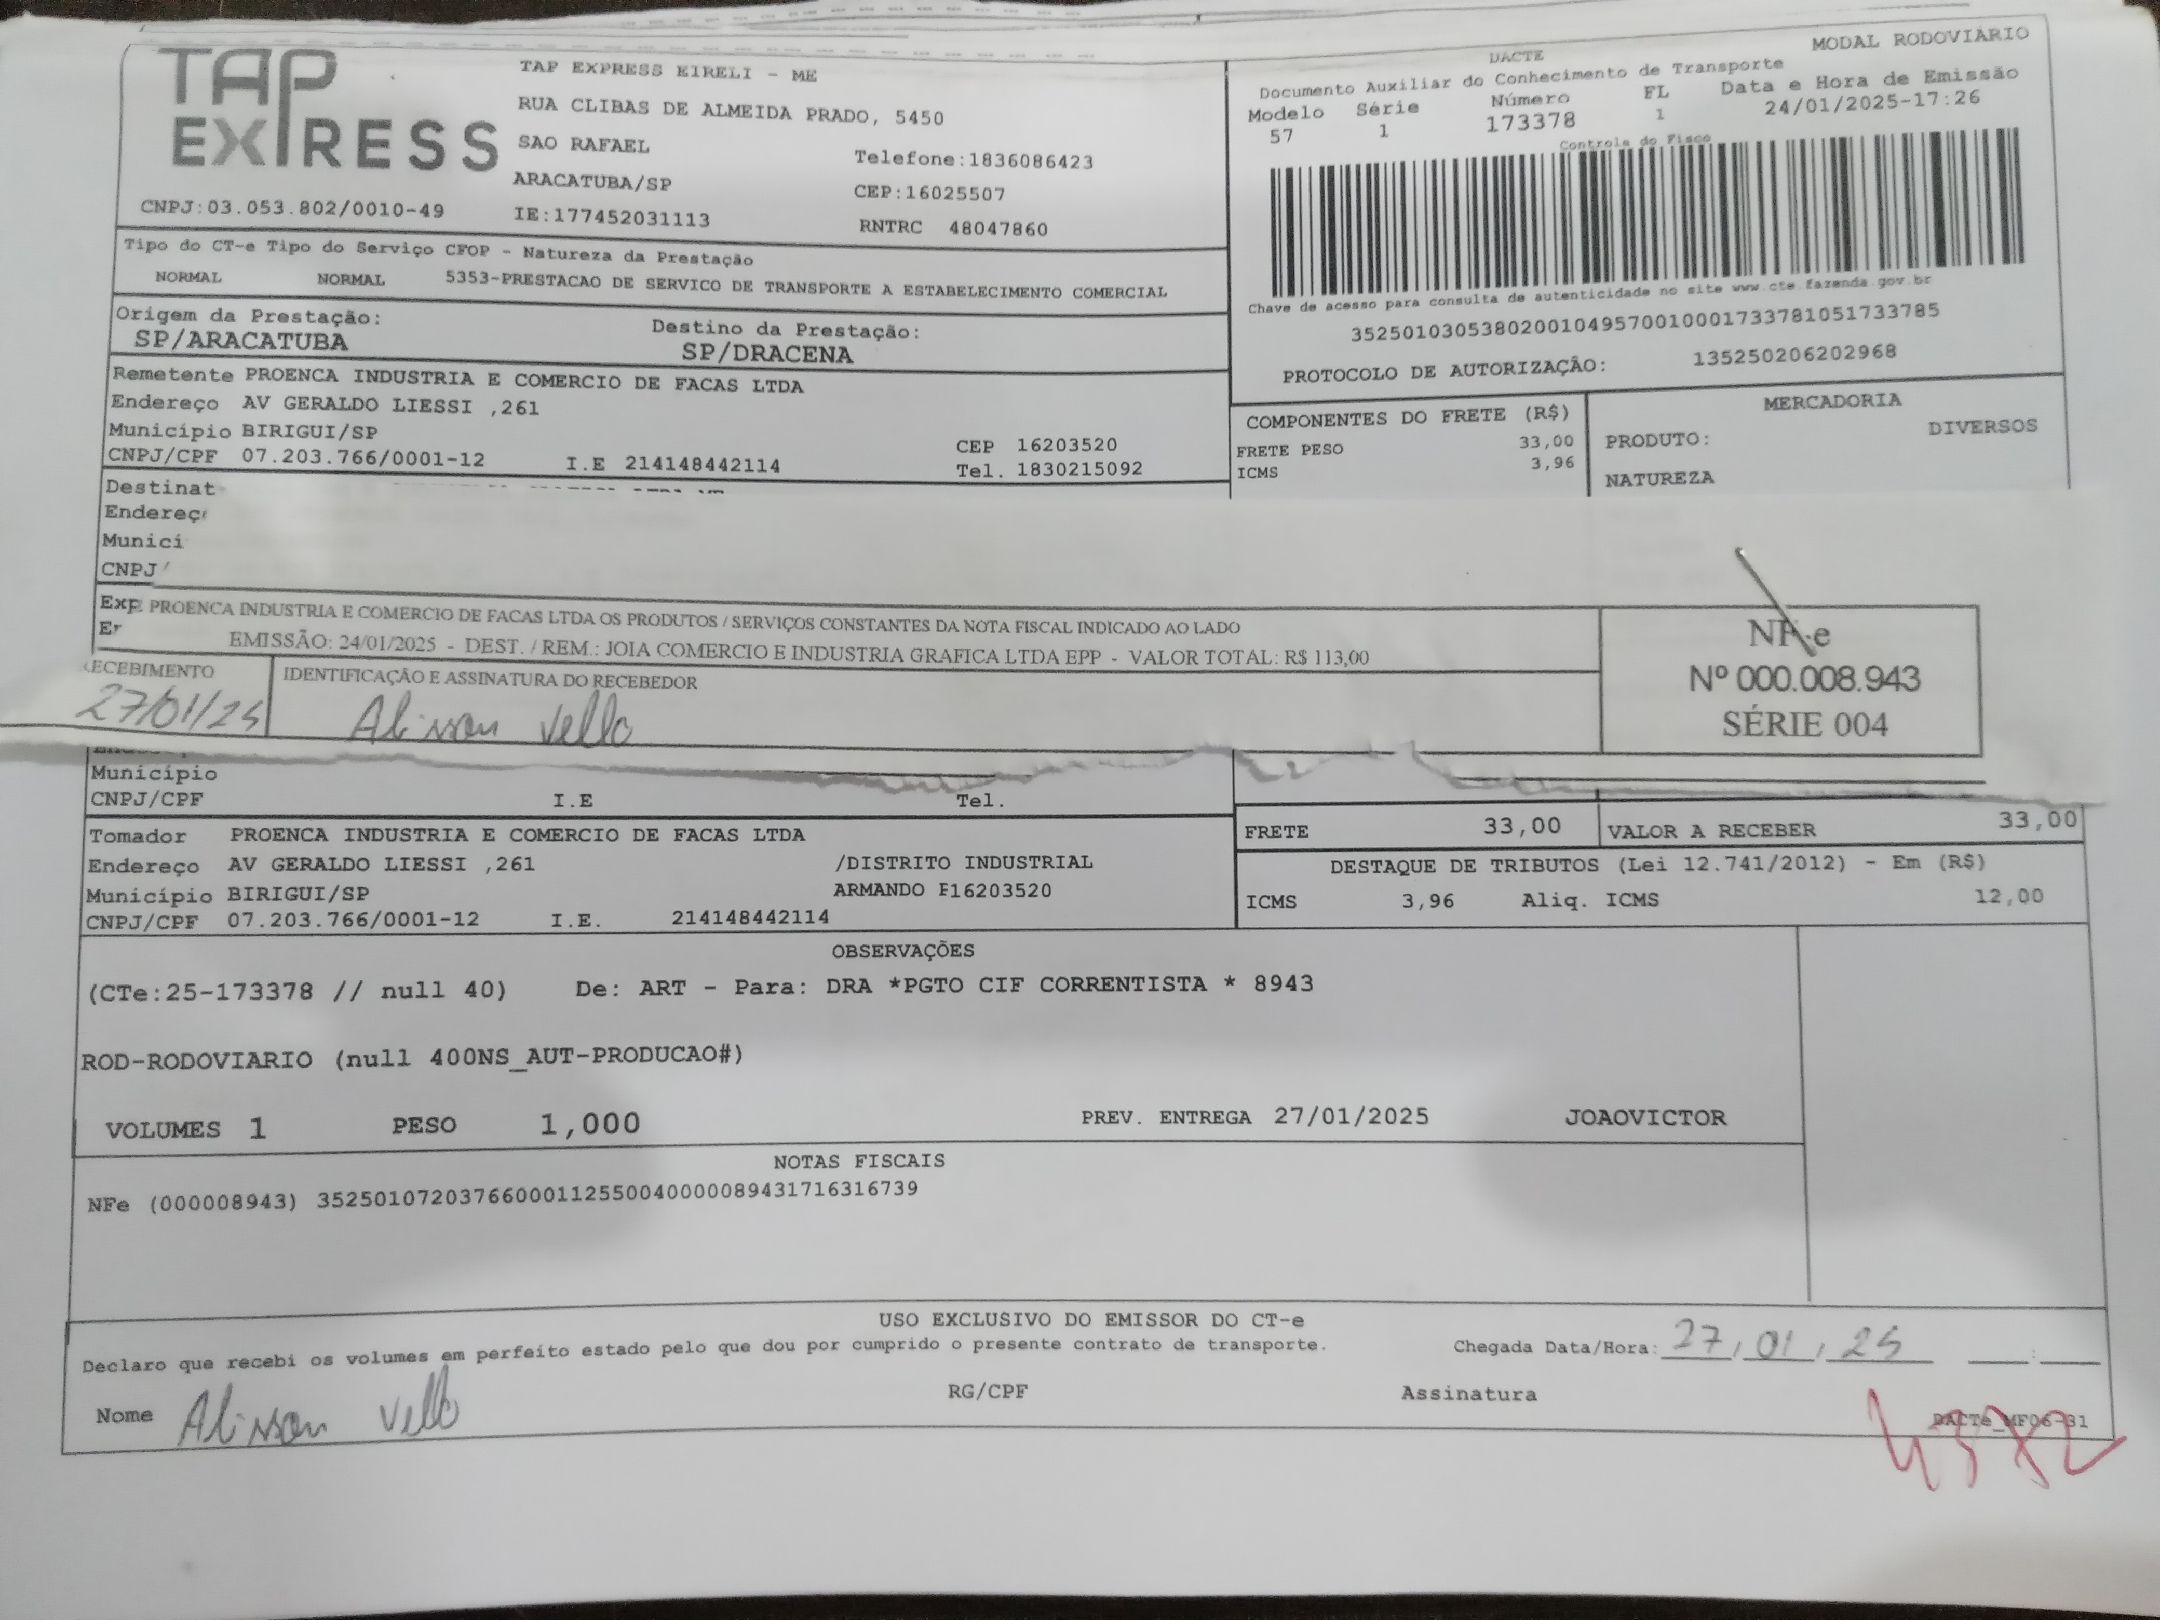 TAP
EXPRESS
TAP EXPRESS EIRELI - ME
RUA CLIBAS DE ALMEIDA PRADO, 5450
SAO RAFAEL
Telefone:1836086423
ARACATUBA/SP
CEP:16025507
CNPJ:03.053.802/0010-49
IE:177452031113
RNTRC 48047860
DACTE
MODAL RODOVIARIO
Documento Auxiliar do Conhecimento de Transporte
Modelo Série Número FL Data e Hora de Emissão
57 1 173378 1 24/01/2025-17:26
Controle do Fisco
Chave de acesso para consulta de autenticidade no site www.cte.fazenda.gov.br
35250103053802001049570010001733781051733785
PROTOCOLO DE AUTORIZAÇÃO: 135250206202968
Tipo do CT-e Tipo do Serviço CFOP - Natureza da Prestação
NORMAL NORMAL 5353-PRESTACAO DE SERVICO DE TRANSPORTE A ESTABELECIMENTO COMERCIAL
Origem da Prestação: Destino da Prestação:
SP/ARACATUBA SP/DRACENA
Remetente PROENCA INDUSTRIA E COMERCIO DE FACAS LTDA
Endereço AV GERALDO LIESSI ,261
Município BIRIGUI/SP CEP 16203520
CNPJ/CPF 07.203.766/0001-12 I.E 214148442114 Tel. 1830215092
COMPONENTES DO FRETE (R$)
FRETE PESO 33,00
ICMS 3,96
MERCADORIA
PRODUTO: DIVERSOS
NATUREZA
Destinat
Endereç
Munici
CNPJ/
Exp
PROENCA INDUSTRIA E COMERCIO DE FACAS LTDA OS PRODUTOS / SERVIÇOS CONSTANTES DA NOTA FISCAL INDICADO AO LADO
EMISSÃO: 24/01/2025 - DEST. / REM.: JOIA COMERCIO E INDUSTRIA GRAFICA LTDA EPP - VALOR TOTAL: R$ 113,00
ECEBIMENTO IDENTIFICAÇÃO E ASSINATURA DO RECEBEDOR
27/01/25 Alisson Vello
NF-e
Nº 000.008.943
SÉRIE 004
Município
CNPJ/CPF I.E Tel.
Tomador PROENCA INDUSTRIA E COMERCIO DE FACAS LTDA
Endereço AV GERALDO LIESSI ,261 /DISTRITO INDUSTRIAL
Município BIRIGUI/SP ARMANDO F16203520
CNPJ/CPF 07.203.766/0001-12 I.E. 214148442114
FRETE 33,00 VALOR A RECEBER 33,00
DESTAQUE DE TRIBUTOS (Lei 12.741/2012) - Em (R$)
ICMS 3,96 Aliq. ICMS 12,00
OBSERVAÇÕES
(CTe:25-173378 // null 40) De: ART - Para: DRA *PGTO CIF CORRENTISTA * 8943
ROD-RODOVIARIO (null 400NS_AUT-PRODUCAO#)
VOLUMES 1 PESO 1,000 PREV. ENTREGA 27/01/2025 JOAOVICTOR
NOTAS FISCAIS
NFe (000008943) 35250107203766000112550040000089431716316739
USO EXCLUSIVO DO EMISSOR DO CT-e
Declaro que recebi os volumes em perfeito estado pelo que dou por cumprido o presente contrato de transporte. Chegada Data/Hora: 27/01/25
Nome Alisson Vello RG/CPF Assinatura
DACTe_MF06-31